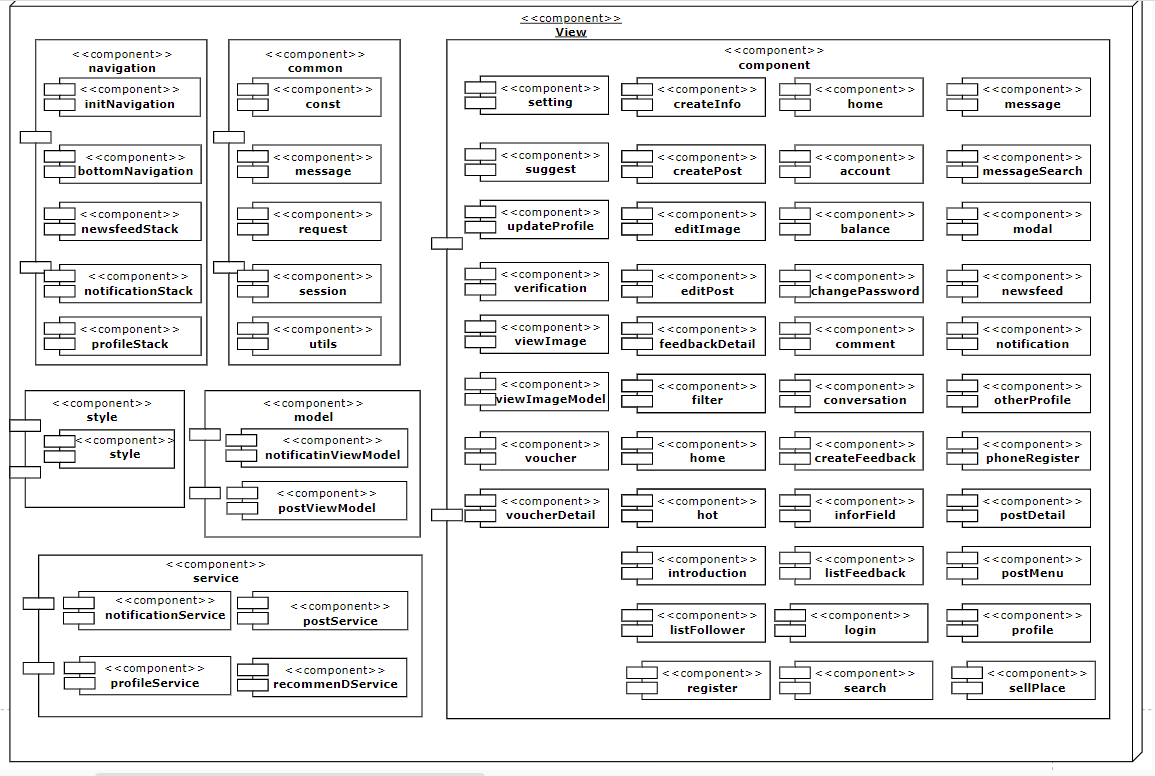 <<component>>
View
<<component>>
navigation
<<component>>
initNavigation
<<component>>
bottomNavigation
<<component>>
newsfeedStack
<<component>>
notificationStack
<<component>>
profileStack
<<component>>
common
<<component>>
const
<<component>>
message
<<component>>
request
<<component>>
session
<<component>>
utils
<<component>>
style
<<component>>
style
<<component>>
model
<<component>>
notificatinViewModel
<<component>>
postViewModel
<<component>>
service
<<component>>
notificationService
<<component>>
postService
<<component>>
profileService
<<component>>
recommenDService
<<component>>
component
<<component>>
setting
<<component>>
suggest
<<component>>
updateProfile
<<component>>
verification
<<component>>
viewImage
<<component>>
viewImageModel
<<component>>
voucher
<<component>>
voucherDetail
<<component>>
createInfo
<<component>>
createPost
<<component>>
editImage
<<component>>
editPost
<<component>>
feedbackDetail
<<component>>
filter
<<component>>
home
<<component>>
hot
<<component>>
introduction
<<component>>
listFollower
<<component>>
register
<<component>>
home
<<component>>
account
<<component>>
balance
<<component>>
changePassword
<<component>>
comment
<<component>>
conversation
<<component>>
createFeedback
<<component>>
inforField
<<component>>
listFeedback
<<component>>
login
<<component>>
search
<<component>>
message
<<component>>
messageSearch
<<component>>
modal
<<component>>
newsfeed
<<component>>
notification
<<component>>
otherProfile
<<component>>
phoneRegister
<<component>>
postDetail
<<component>>
postMenu
<<component>>
profile
<<component>>
sellPlace